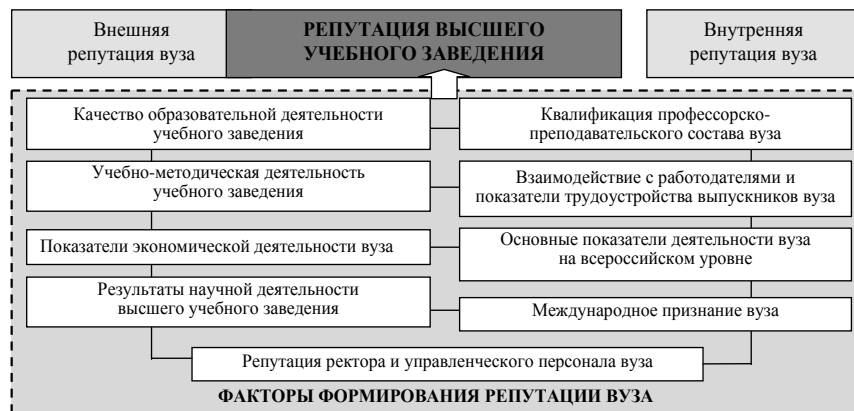 Внешняя
репутация вуза
РЕПУТАЦИЯ ВЫСШЕГО
УЧЕБНОГО ЗАВЕДЕНИЯ
Внутренняя
репутация вуза
Качество образовательной деятельности
учебного заведения
Квалификация профессорско-
преподавательского состава вуза
Учебно-методическая деятельность
учебного заведения
Взаимодействие с работодателями и
показатели трудоустройства выпускников вуза
Показатели экономической деятельности вуза
Основные показатели деятельности вуза
на всероссийском уровне
Результаты научной деятельности
высшего учебного заведения
Международное признание вуза
Репутация ректора и управленческого персонала вуза
ФАКТОРЫ ФОРМИРОВАНИЯ РЕПУТАЦИИ ВУЗА